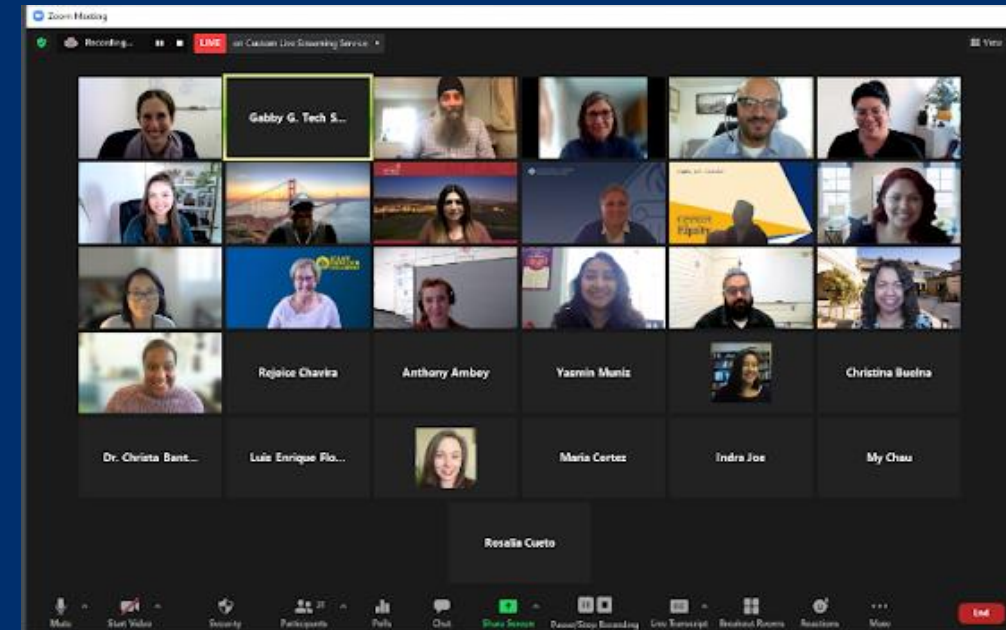 Zoom Meeting
Recording...
LIVE
on Custom Live Streaming Service
View
Gabby G. Tech S...
Equity
Rejoice Chavira
Anthony Ambey
Yasmin Muniz
Christina Buelna
Dr. Christa Bant...
Luis Enrique Flo...
Maria Cortez
Indra Joe
My Chau
Rosalia Cueto
Mute
Start Video
Security
Participants
31
Polls
Chat
Share Screen
Pause/Stop Recording
Live Transcript
Breakout Rooms
Reactions
More
End